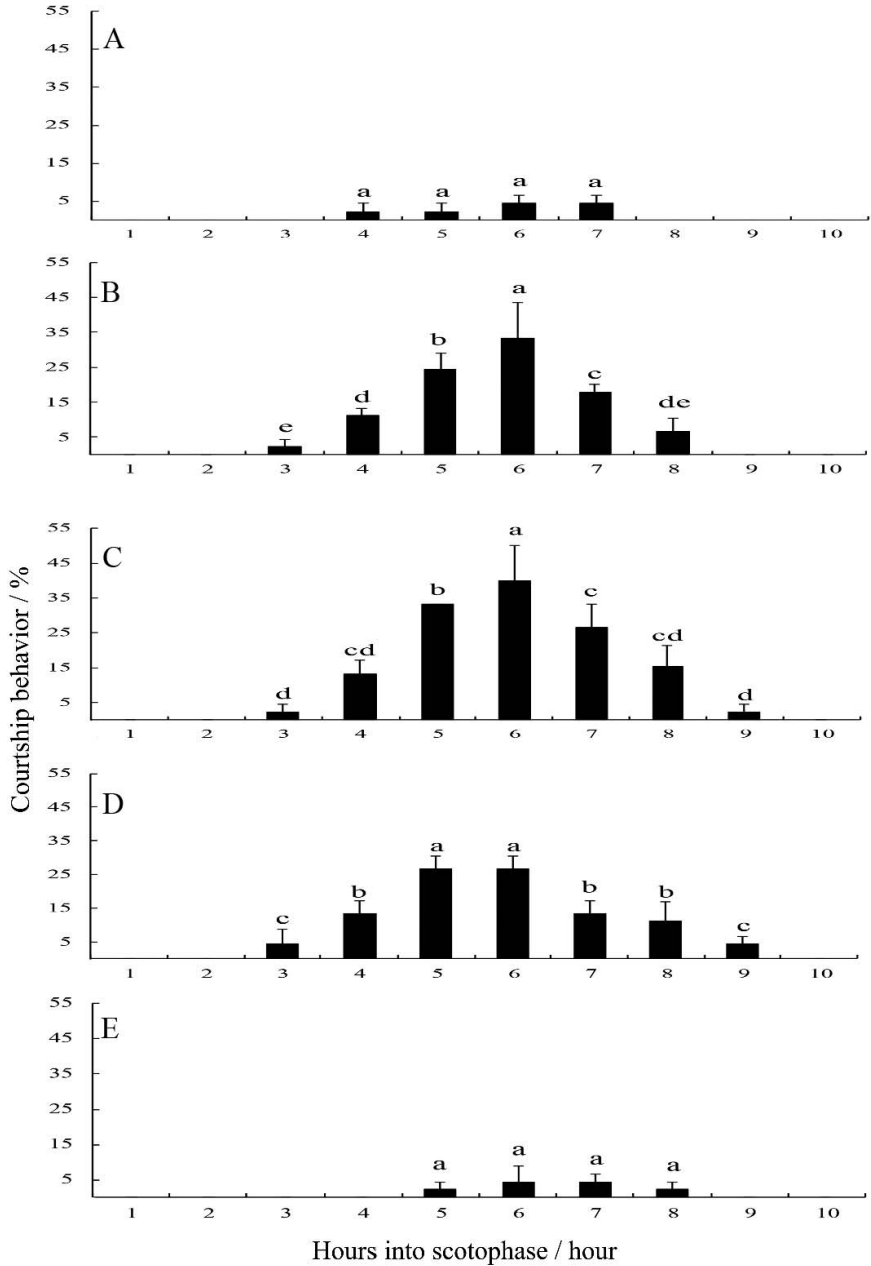 55
A
45
35
25
15
a a a a
5
1 2 3 4 5 6 7 8 9 10
55
B
45
a
35
b
25
c
15
d de
e
5
1 2 3 4 5 6 7 8 9 10
55
a
C
45
b c
35
25
cd cd
15
d d
5
1 2 3 4 5 6 7 8 9 10
55
D
45
35
a a
25
b b b
15
c c
5
1 2 3 4 5 6 7 8 9 10
55
E
45
35
25
15
a a a a
5
1 2 3 4 5 6 7 8 9 10
Courtship behavior / %
Hours into scotophase / hour